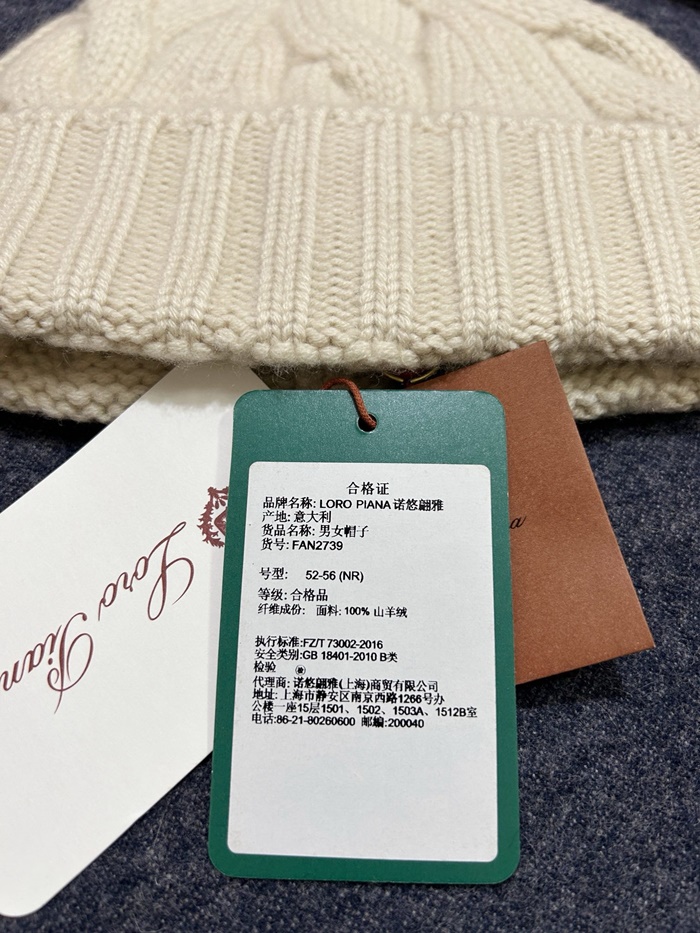 合格证
品牌名称: LORO PIANA 诺悠翩雅
产地: 意大利
货品名称: 男女帽子
货号: FAN2739
号型: 52-56 (NR)
等级: 合格品
纤维成份: 面料: 100% 山羊绒
执行标准:FZ/T 73002-2016
安全类别:GB 18401-2010 B类
检验
代理商: 诺悠翩雅(上海)商贸有限公司
地址: 上海市静安区南京西路1266号办
公楼一座15层1501、1502、1503A、1512B室
电话:86-21-80260600 邮编:200040
Loro Pian
a